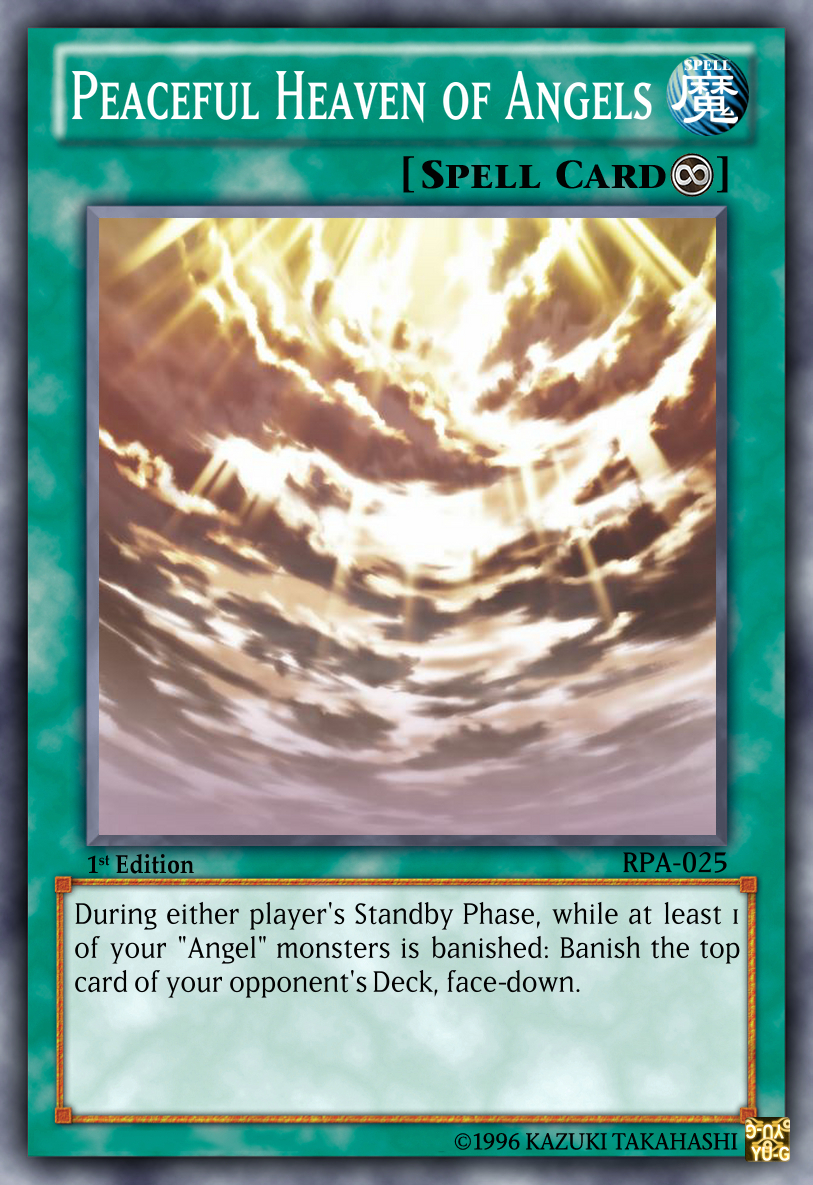 PEACEFUL HEAVEN OF ANGELS
SPELL
魔
[SPELL CARD∞]
1st Edition
RPA-025
During either player's Standby Phase, while at least 1
of your "Angel" monsters is banished: Banish the top
card of your opponent's Deck, face-down.
©1996 KAZUKI TAKAHASHI